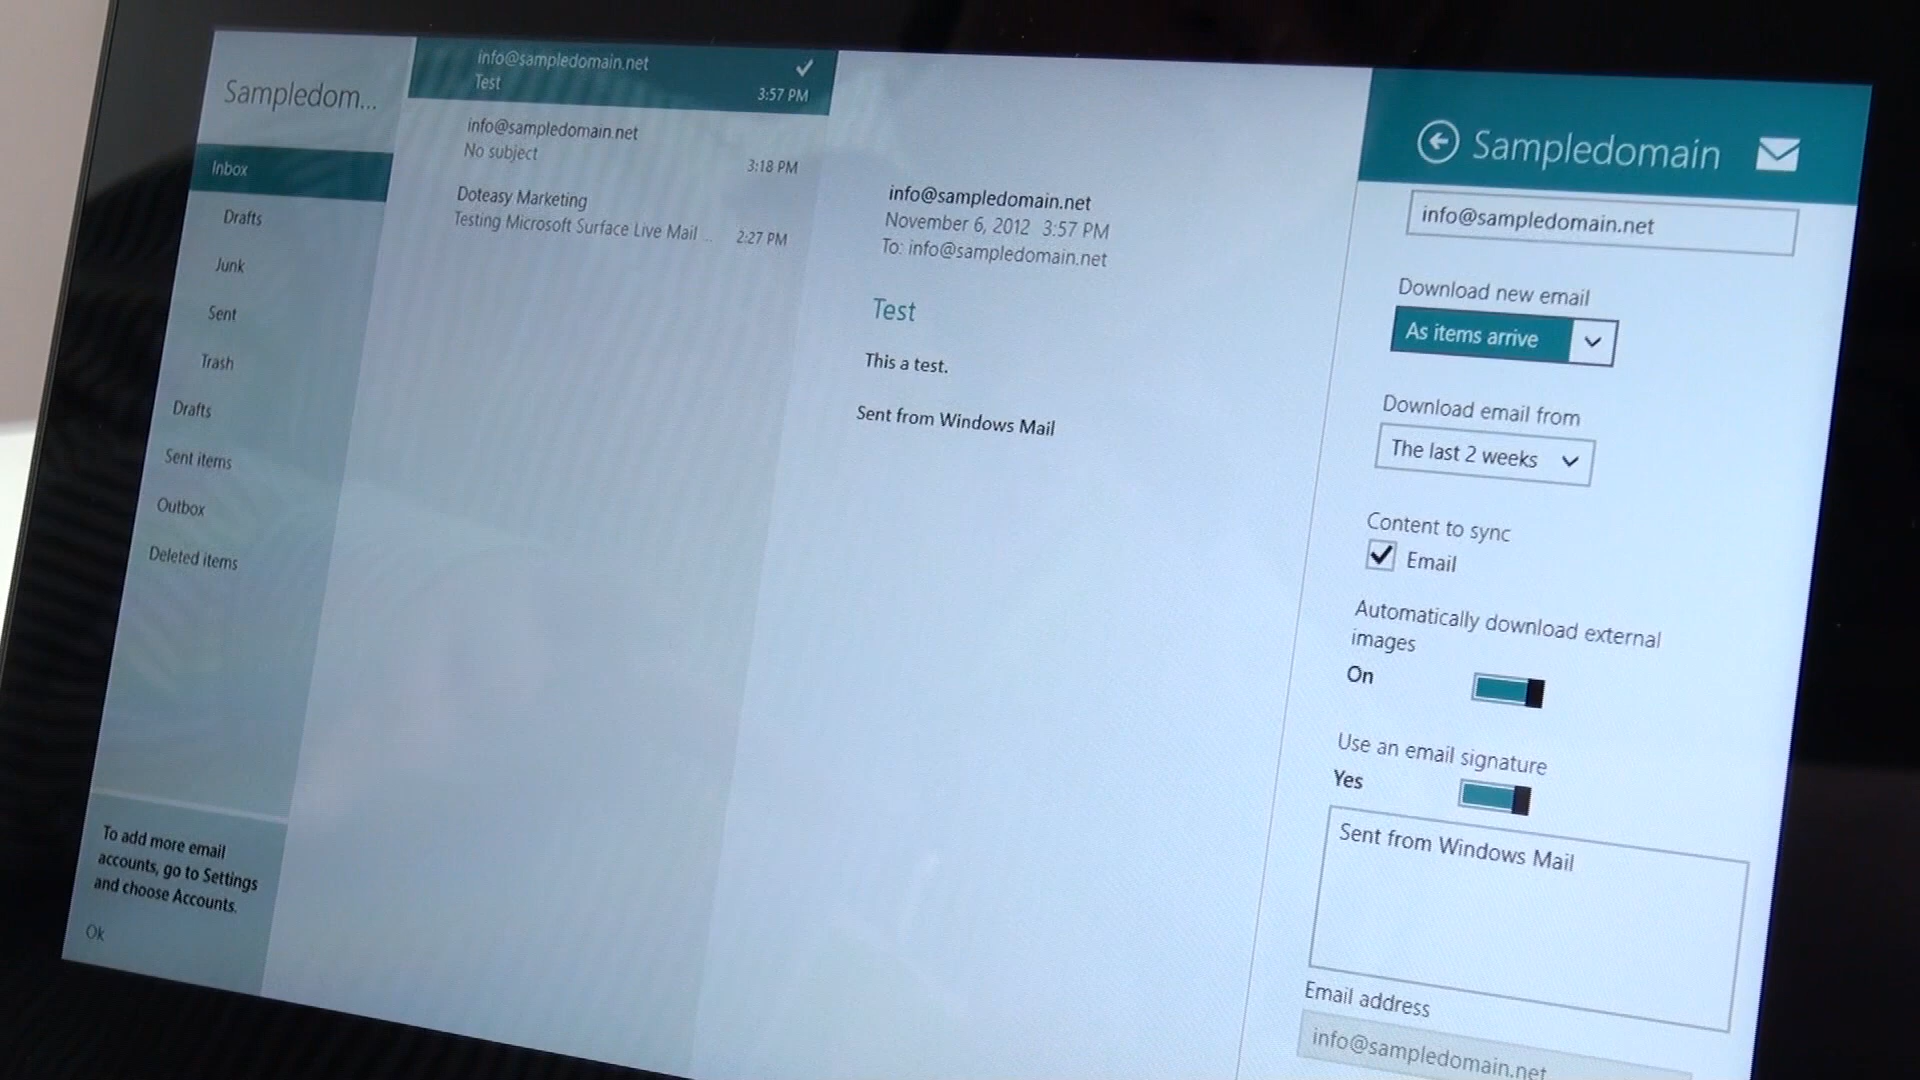 Sampledom...
Inbox
Drafts
Junk
Sent
Trash
Drafts
Sent items
Outbox
Deleted items
To add more email
accounts, go to Settings
and choose Accounts.
Ok
info@sampledomain.net
Test
3:57 PM
info@sampledomain.net
No subject
3:18 PM
Doteasy Marketing
Testing Microsoft Surface Live Mail ...
2:27 PM
info@sampledomain.net
November 6, 2012 3:57 PM
To: info@sampledomain.net
Test
This a test.
Sent from Windows Mail
Sampledomain
info@sampledomain.net
Download new email
As items arrive
Download email from
The last 2 weeks
Content to sync
Email
Automatically download external
images
On
Use an email signature
Yes
Sent from Windows Mail
Email address
info@sampledomain.net